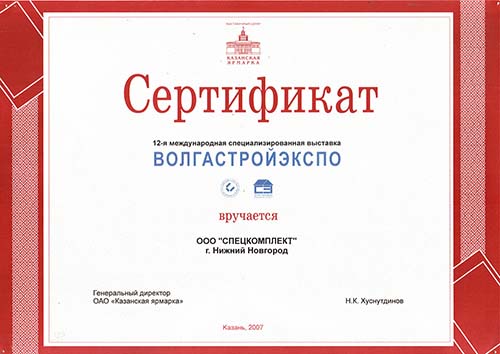 ВЫСТАВОЧНЫЙ ЦЕНТР
КАЗАНСКАЯ
ЯРМАРКА
Сертификат
12-я международная специализированная выставка
ВОЛГАСТРОЙЭКСПО
вручается
ООО "СПЕЦКОМПЛЕКТ"
г. Нижний Новгород
Генеральный директор
ОАО «Казанская ярмарка»
Н.К. Хуснутдинов
Казань, 2007